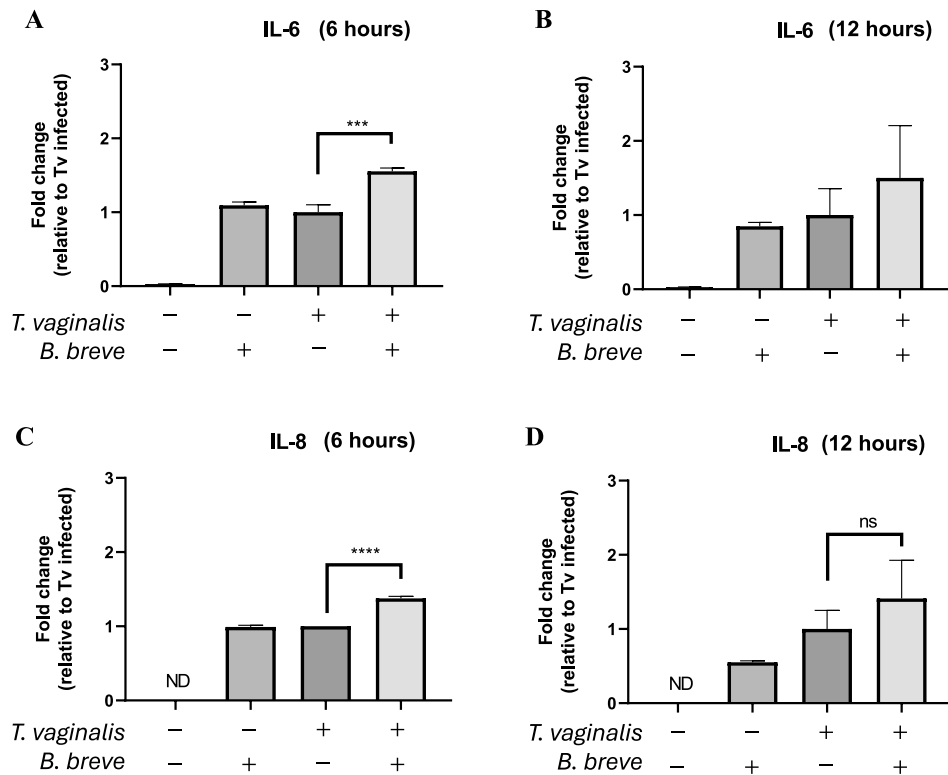 A
IL-6 (6 hours)
Fold change
(relative to Tv infected)
3
2
1
0
***
T. vaginalis − − + +
B. breve − + − +
B
IL-6 (12 hours)
Fold change
(relative to Tv infected)
3
2
1
0
T. vaginalis − − + +
B. breve − + − +
C
IL-8 (6 hours)
Fold change
(relative to Tv infected)
3
2
1
0
****
ND
T. vaginalis − − + +
B. breve − + − +
D
IL-8 (12 hours)
Fold change
(relative to Tv infected)
3
2
1
0
ns
ND
T. vaginalis − − + +
B. breve − + − +